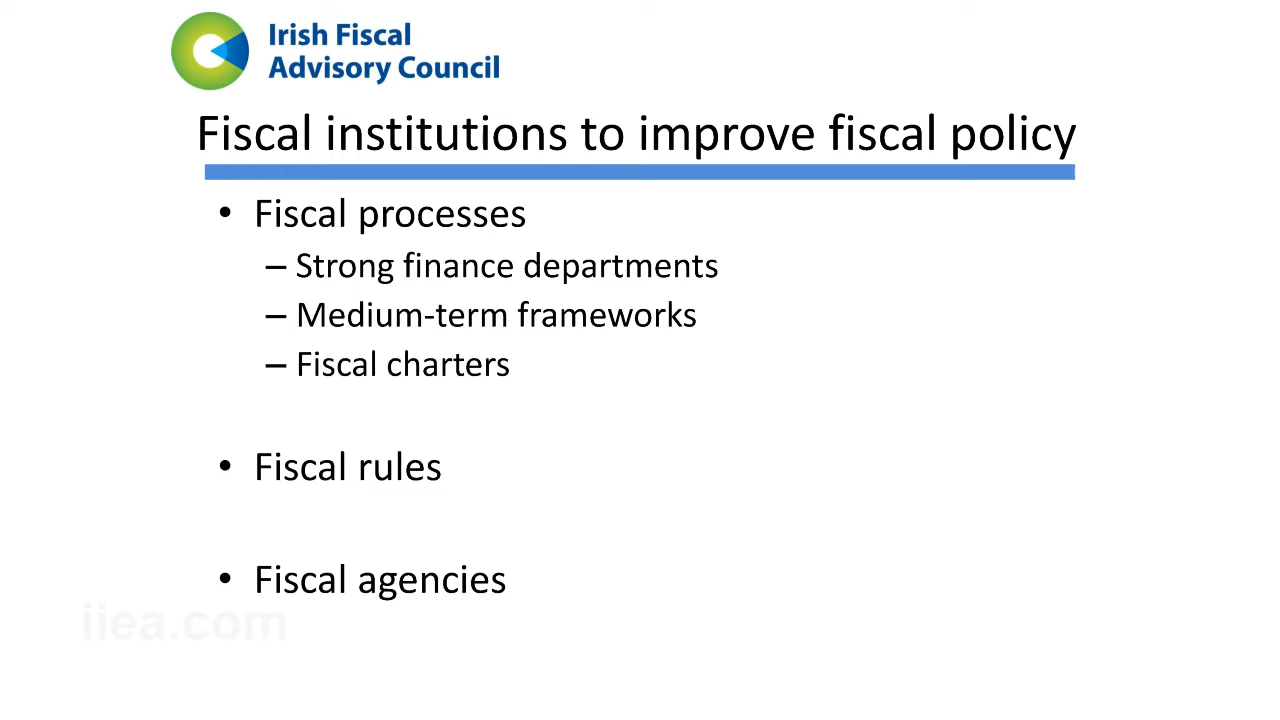 Irish Fiscal
Advisory Council
Fiscal institutions to improve fiscal policy
• Fiscal processes
– Strong finance departments
– Medium-term frameworks
– Fiscal charters
• Fiscal rules
• Fiscal agencies
iiea.com